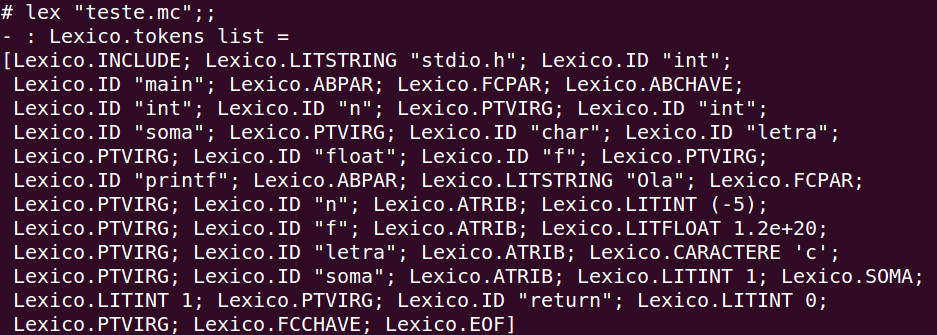 # lex "teste.mc";;
- : Lexico.tokens list =
[Lexico.INCLUDE; Lexico.LITSTRING "stdio.h"; Lexico.ID "int";
Lexico.ID "main"; Lexico.ABPAR; Lexico.FCPAR; Lexico.ABCHAVE;
Lexico.ID "int"; Lexico.ID "n"; Lexico.PTVIRG; Lexico.ID "int";
Lexico.ID "soma"; Lexico.PTVIRG; Lexico.ID "char"; Lexico.ID "letra";
Lexico.PTVIRG; Lexico.ID "float"; Lexico.ID "f"; Lexico.PTVIRG;
Lexico.ID "printf"; Lexico.ABPAR; Lexico.LITSTRING "Ola"; Lexico.FCPAR;
Lexico.PTVIRG; Lexico.ID "n"; Lexico.ATRIB; Lexico.LITINT (-5);
Lexico.PTVIRG; Lexico.ID "f"; Lexico.ATRIB; Lexico.LITFLOAT 1.2e+20;
Lexico.PTVIRG; Lexico.ID "letra"; Lexico.ATRIB; Lexico.CARACTERE 'c';
Lexico.PTVIRG; Lexico.ID "soma"; Lexico.ATRIB; Lexico.LITINT 1; Lexico.SOMA;
Lexico.LITINT 1; Lexico.PTVIRG; Lexico.ID "return"; Lexico.LITINT 0;
Lexico.PTVIRG; Lexico.FCCHAVE; Lexico.EOF]